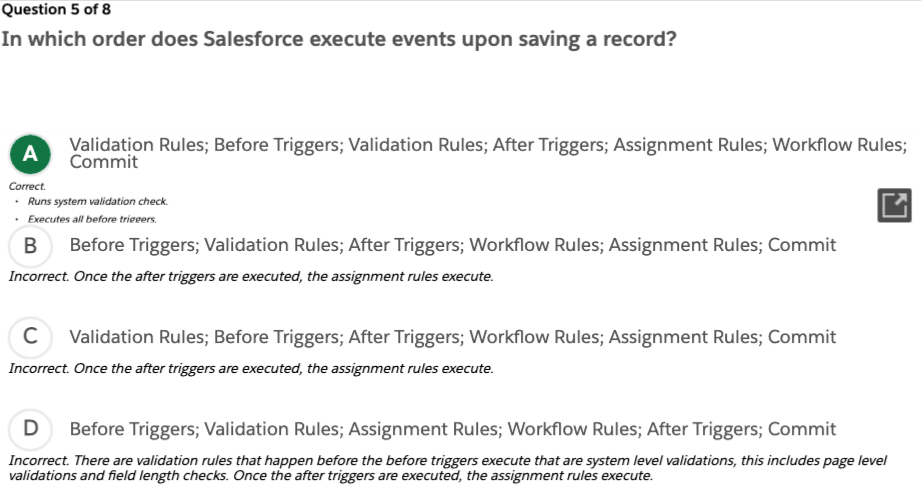 Question 5 of 8
In which order does Salesforce execute events upon saving a record?
A
Validation Rules; Before Triggers; Validation Rules; After Triggers; Assignment Rules; Workflow Rules;
Commit
Correct.
• Runs system validation check.
• Executes all before triggers.
B
Before Triggers; Validation Rules; After Triggers; Workflow Rules; Assignment Rules; Commit
Incorrect. Once the after triggers are executed, the assignment rules execute.
C
Validation Rules; Before Triggers; After Triggers; Workflow Rules; Assignment Rules; Commit
Incorrect. Once the after triggers are executed, the assignment rules execute.
D
Before Triggers; Validation Rules; Assignment Rules; Workflow Rules; After Triggers; Commit
Incorrect. There are validation rules that happen before the before triggers execute that are system level validations, this includes page level
validations and field length checks. Once the after triggers are executed, the assignment rules execute.